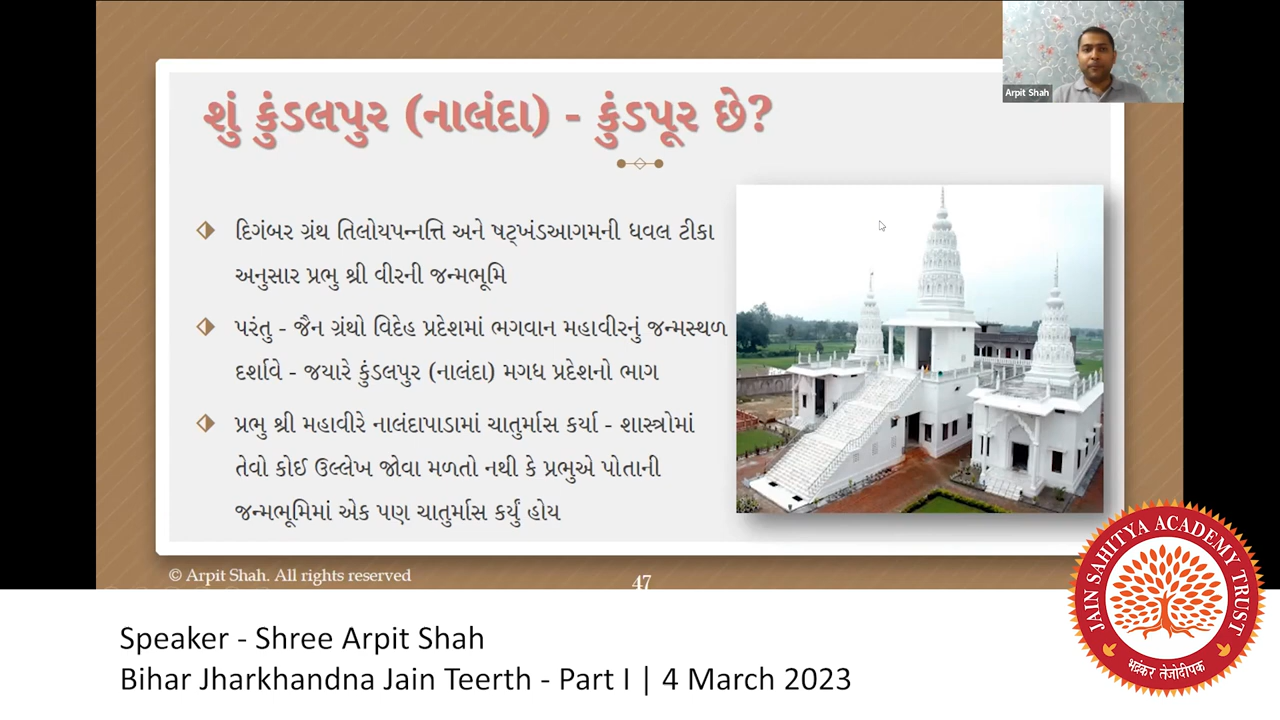 Arpit Shah
શું કુંડલપુર (નાલંદા) - કુંડપૂર છે?
દિગંબર ગ્રંથ તિલોયપન્નત્તિ અને ષટ્ખંડઆગમની ધવલ ટીકા
અનુસાર પ્રભુ શ્રી વીરની જન્મભૂમિ
પરંતુ - જૈન ગ્રંથો વિદેહ પ્રદેશમાં ભગવાન મહાવીરનું જન્મસ્થળ
દર્શાવે - જયારે કુંડલપુર (નાલંદા) મગધ પ્રદેશનો ભાગ
પ્રભુ શ્રી મહાવીરે નાલંદાપાડામાં ચાતુર્માસ કર્યા - શાસ્ત્રોમાં
તેવો કોઈ ઉલ્લેખ જોવા મળતો નથી કે પ્રભુએ પોતાની
જન્મભૂમિમાં એક પણ ચાતુર્માસ કર્યું હોય
© Arpit Shah. All rights reserved
47
JAIN SAHITYA ACADEMY TRUST
भद्रंकर तेजोदीपक
Speaker - Shree Arpit Shah
Bihar Jharkhandna Jain Teerth - Part I | 4 March 2023